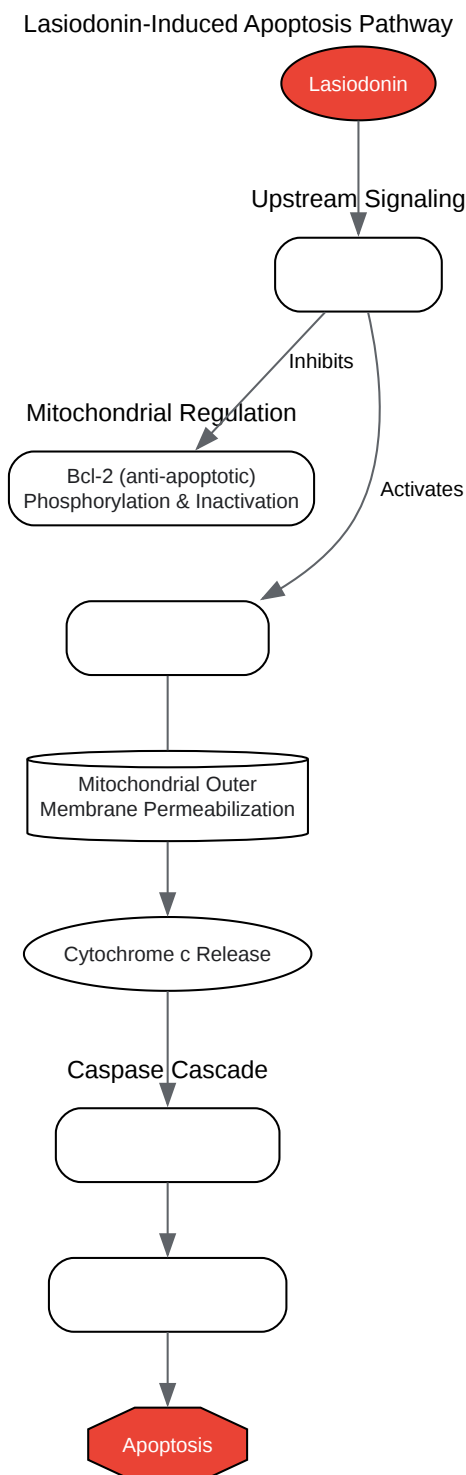 Lasiodonin-Induced Apoptosis Pathway
Lasiodonin
Upstream Signaling
Inhibits
Mitochondrial Regulation
Bcl-2 (anti-apoptotic)
Phosphorylation & Inactivation
Activates
Mitochondrial Outer
Membrane Permeabilization
Cytochrome c Release
Caspase Cascade
Apoptosis